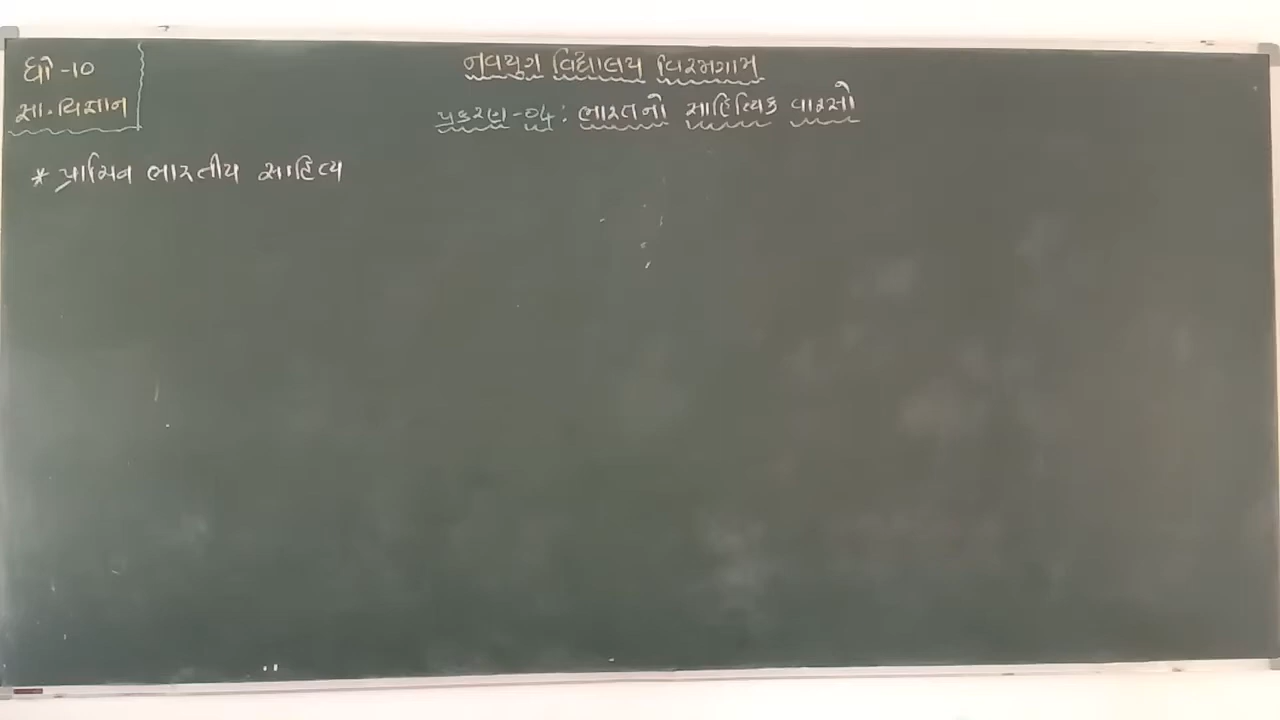 ધો-10
સા.વિજ્ઞાન
નવયુગ વિદ્યાલય વિરમગામ
પ્રકરણ-04: ભારતનો સાહિત્યિક વારસો
* પ્રાચિન ભારતીય સાહિત્ય